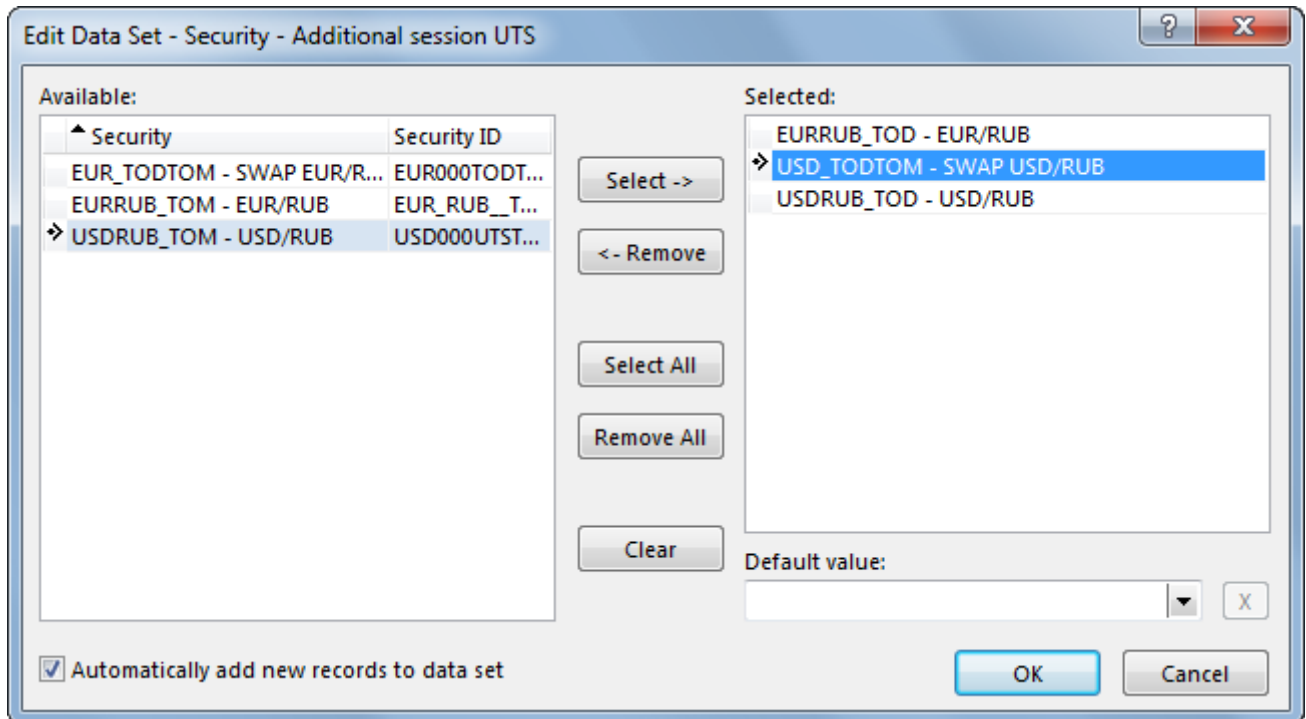 Edit Data Set - Security - Additional session UTS
Available:
Security Security ID
EUR_TODTOM - SWAP EUR/R... EUR000TODT...
EURRUB_TOM - EUR/RUB EUR_RUB__T...
USDRUB_TOM - USD/RUB USD000UTST...
Select ->
<- Remove
Select All
Remove All
Clear
Selected:
EURRUB_TOD - EUR/RUB
USD_TODTOM - SWAP USD/RUB
USDRUB_TOD - USD/RUB
Default value:
X
Automatically add new records to data set
OK
Cancel